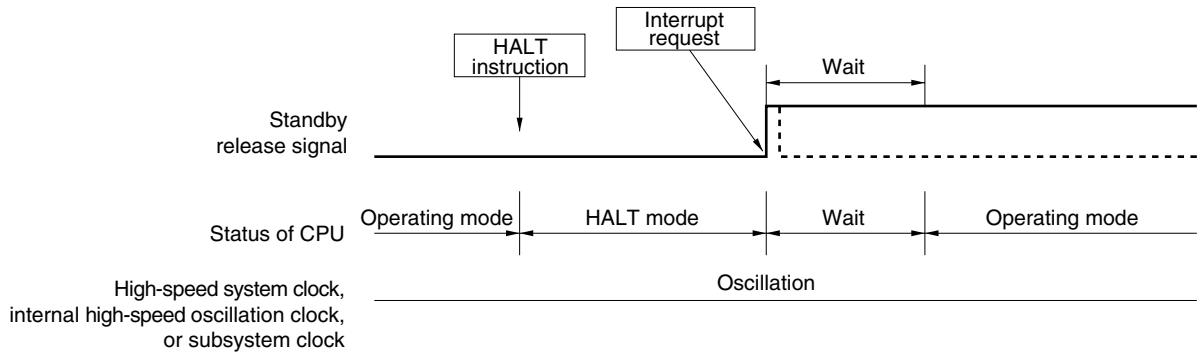 HALT
instruction
Interrupt
request
Wait
Standby
release signal
Status of CPU
Operating mode
HALT mode
Wait
Operating mode
High-speed system clock,
internal high-speed oscillation clock,
or subsystem clock
Oscillation